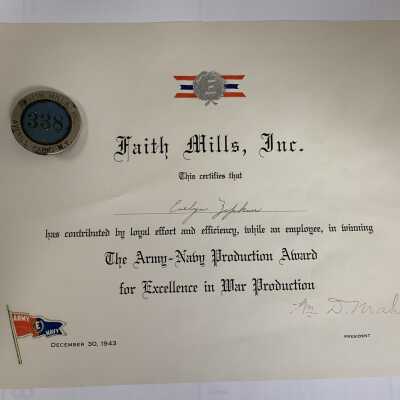 338
Faith Mills, Inc.
This certifies that
Evelyn
has contributed by loyal effort and efficiency, while an employee, in winning
The Army-Navy Production Award
for Excellence in War Production
ARMY E NAVY
DECEMBER 30, 1943
PRESIDENT